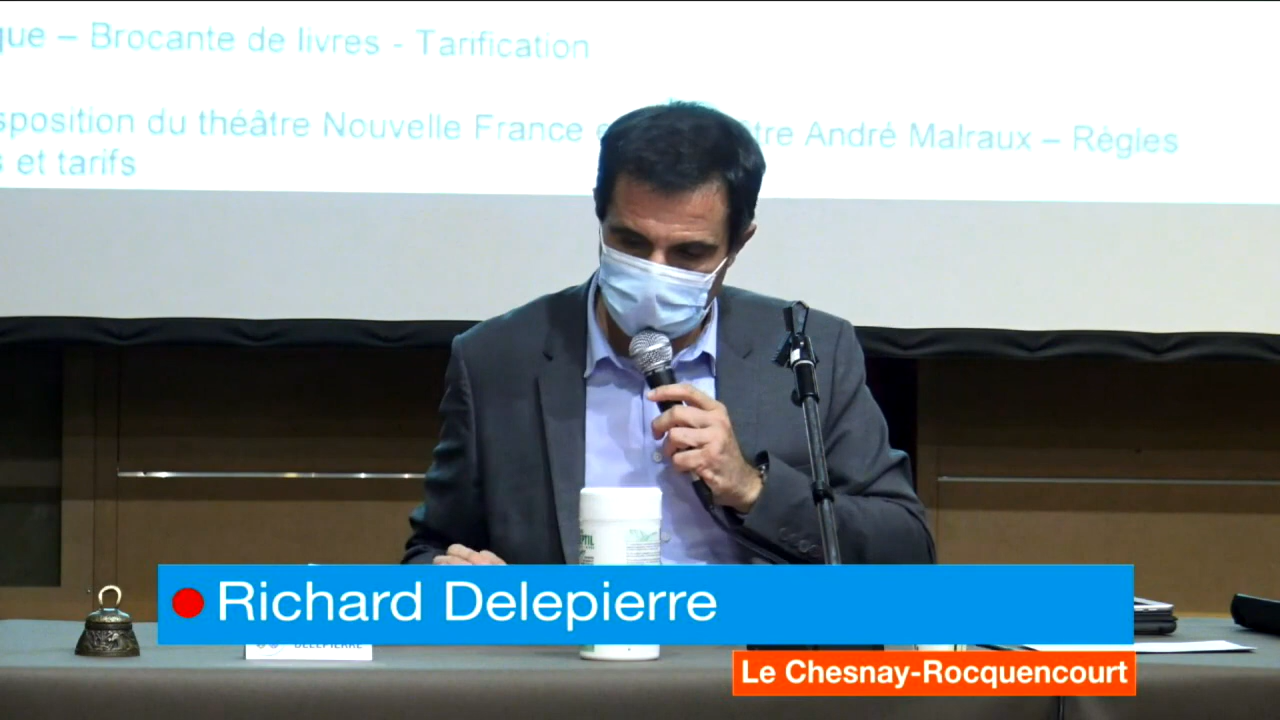 que – Brocante de livres - Tarification
sposition du théâtre Nouvelle France tre André Malraux – Règles
s et tarifs
Richard Delepierre
DELEPIERRE
Le Chesnay-Rocquencourt